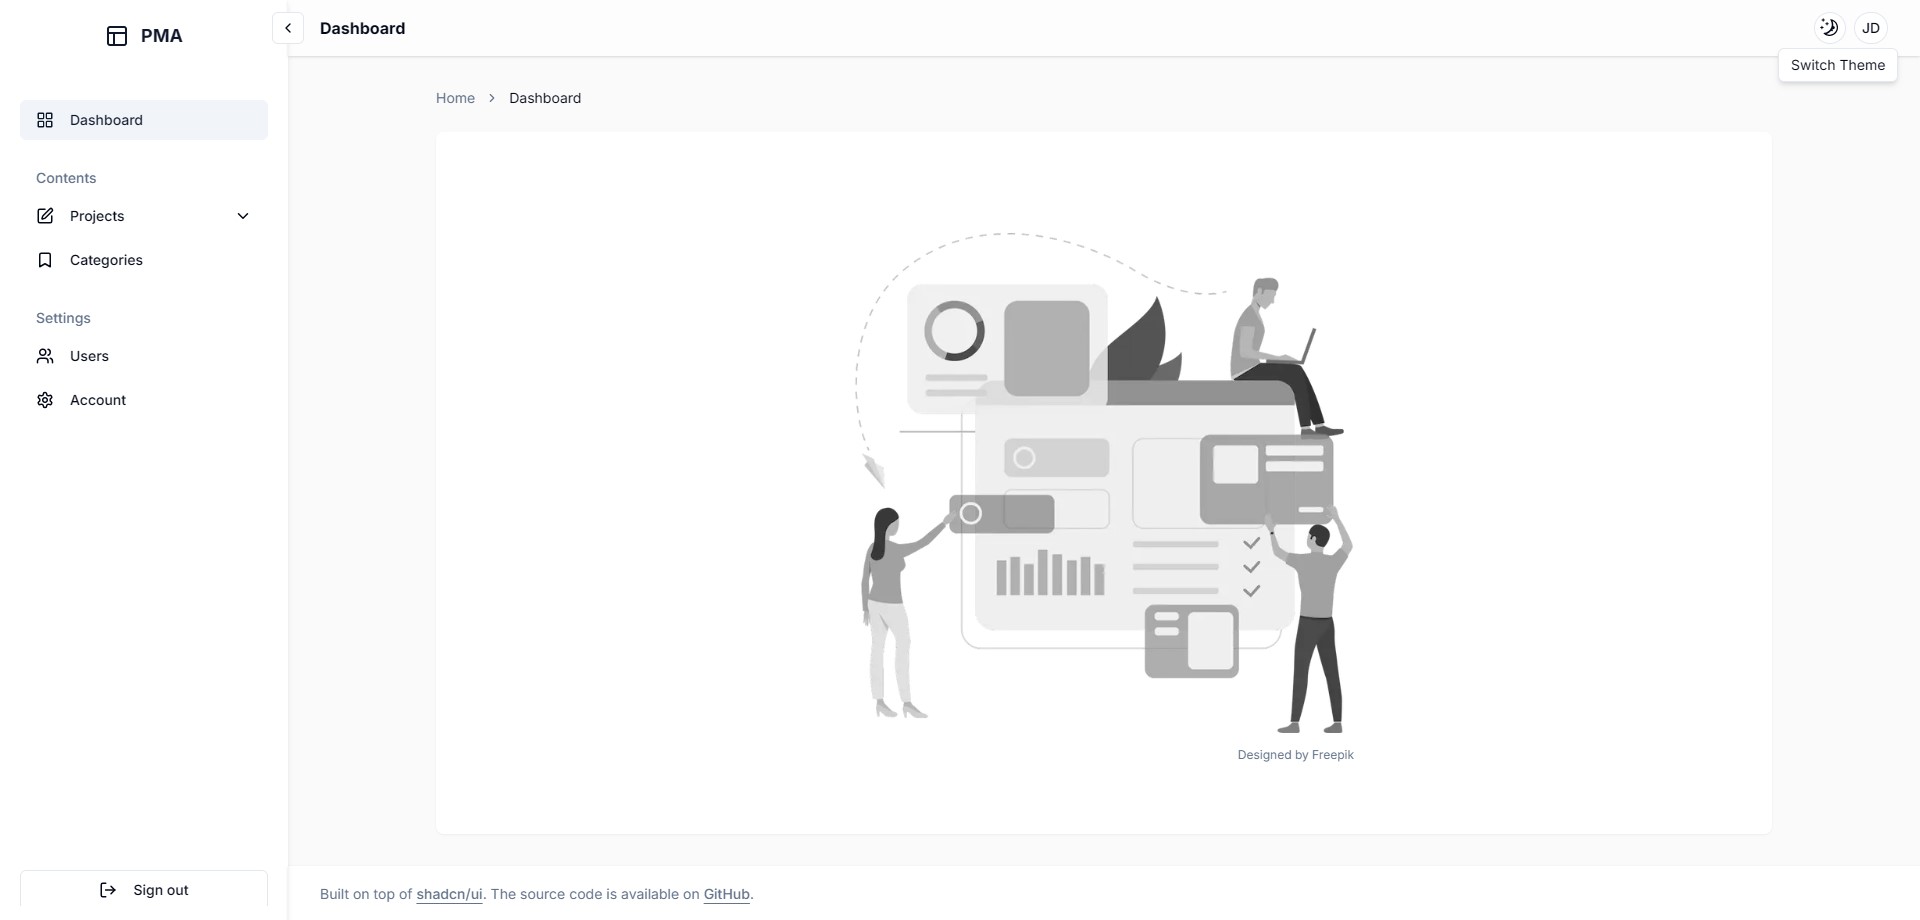 PMA
Dashboard
JD
Switch Theme
Dashboard
Contents
Projects
Categories
Settings
Users
Account
Sign out
Home > Dashboard
Designed by Freepik
Built on top of shadcn/ui. The source code is available on GitHub.